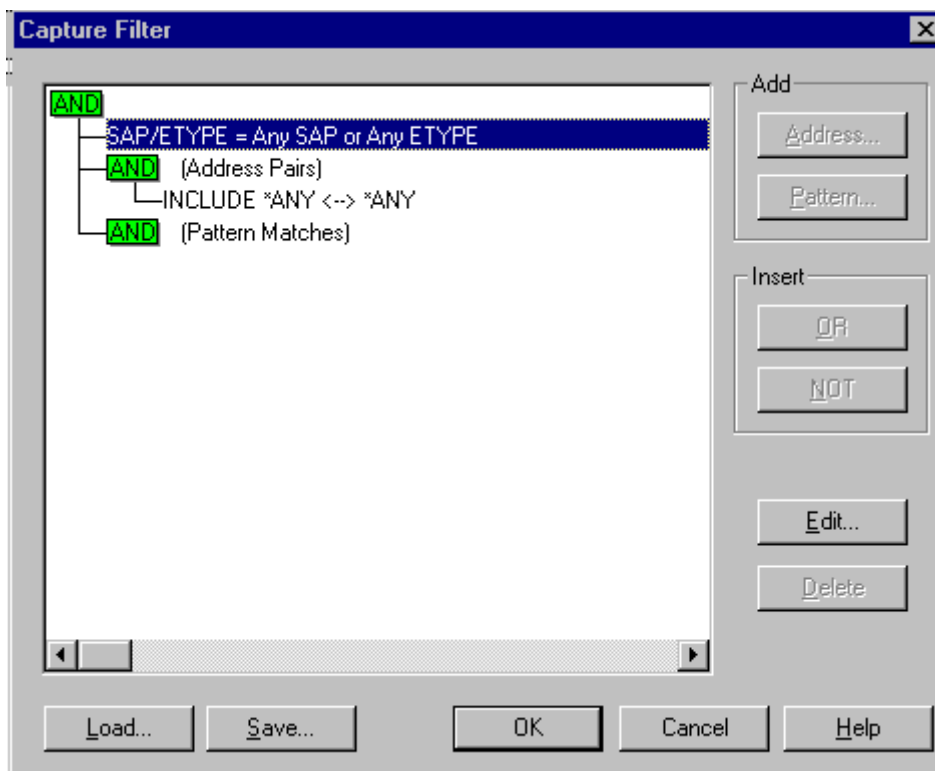 Capture Filter
AND
SAP/ETYPE = Any SAP or Any ETYPE
AND (Address Pairs)
INCLUDE *ANY <--> *ANY
AND (Pattern Matches)
Add
Address...
Pattern...
Insert
OR
NOT
Edit...
Delete
Load...
Save...
OK
Cancel
Help